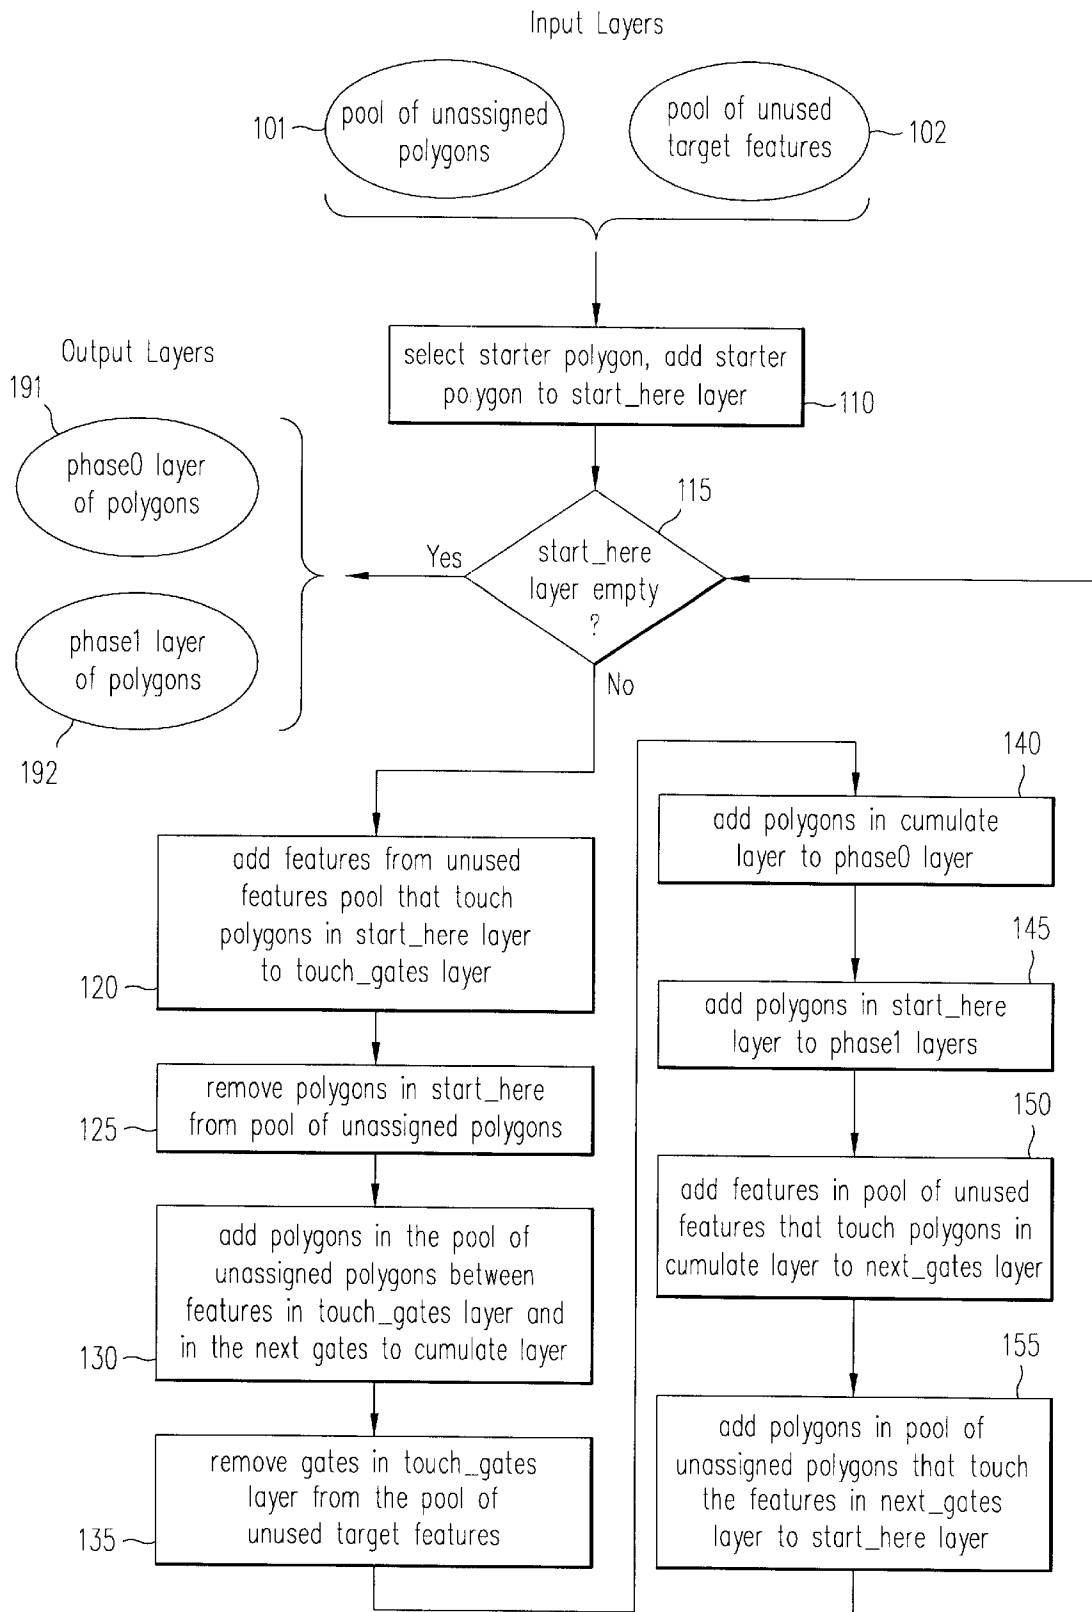 Input Layers
101
pool of unassigned
polygons
pool of unused
target features
102
select starter polygon, add starter
polygon to start_here layer
110
Output Layers
191
phase0 layer
of polygons
phase1 layer
of polygons
192
115
start_here
layer empty
?
Yes
No
add features from unused
features pool that touch
polygons in start_here layer
to touch_gates layer
120
remove polygons in start_here
from pool of unassigned polygons
125
add polygons in the pool of
unassigned polygons between
features in touch_gates layer and
in the next gates to cumulate layer
130
remove gates in touch_gates
layer from the pool of
unused target features
135
140
add polygons in cumulate
layer to phase0 layer
145
add polygons in start_here
layer to phase1 layers
150
add features in pool of unused
features that touch polygons in
cumulate layer to next_gates layer
155
add polygons in pool of
unassigned polygons that touch
the features in next_gates
layer to start_here layer